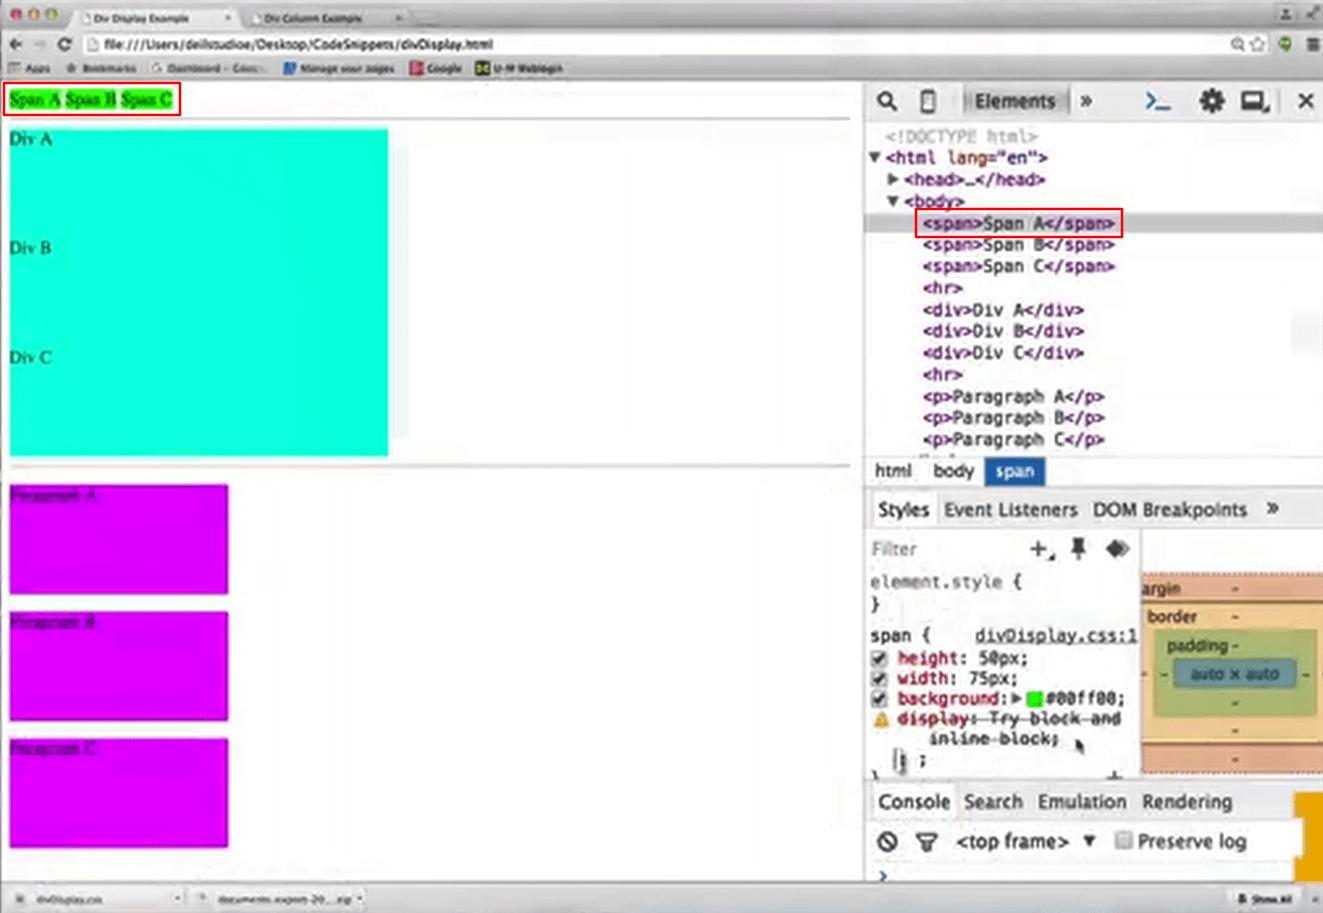 Div Display Example
Div Column Example
file:///Users/deilstudioe/Desktop/CodeSnippets/divDisplay.html
Apps Bookmarks Dashboard - Manage your pages Google U-M Weblogin
Span A Span B Span C
Div A
Div B
Div C
Paragraph A
Paragraph B
Paragraph C
Elements »
<!DOCTYPE html>
▼<html lang="en">
▶<head>…</head>
▼<body>
<span>Span A</span>
<span>Span B</span>
<span>Span C</span>
<hr>
<div>Div A</div>
<div>Div B</div>
<div>Div C</div>
<hr>
<p>Paragraph A</p>
<p>Paragraph B</p>
<p>Paragraph C</p>
html body span
Styles Event Listeners DOM Breakpoints »
Filter
element.style {
}
span { divDisplay.css:1
height: 50px;
width: 75px;
background:▶#00ff00;
display: Try block and
inline-block;
;
argin -
border -
padding -
auto × auto
Console Search Emulation Rendering
<top frame> ▼ Preserve log
divDisplay.css
documents-export-20....zip
Show All